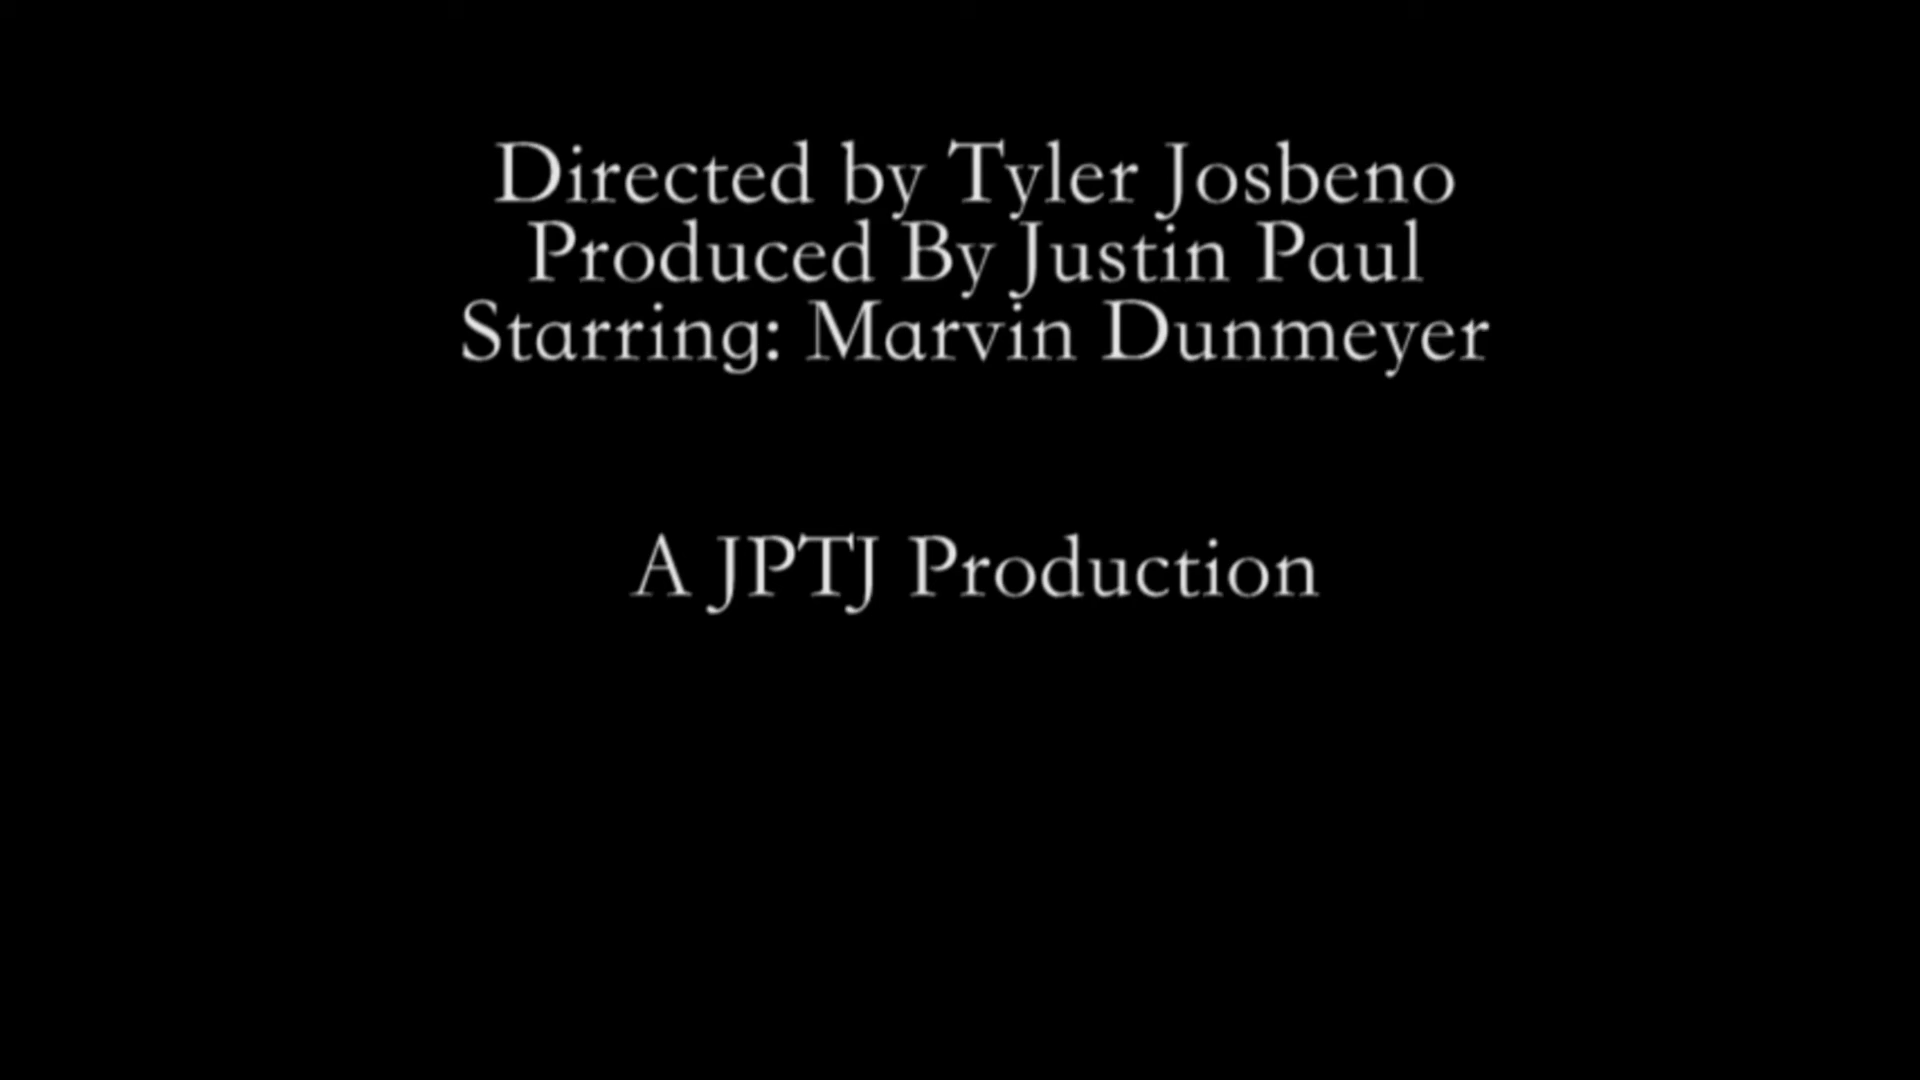 Directed by Tyler Josbeno
Produced By Justin Paul
Starring: Marvin Dunmeyer
A JPTJ Production